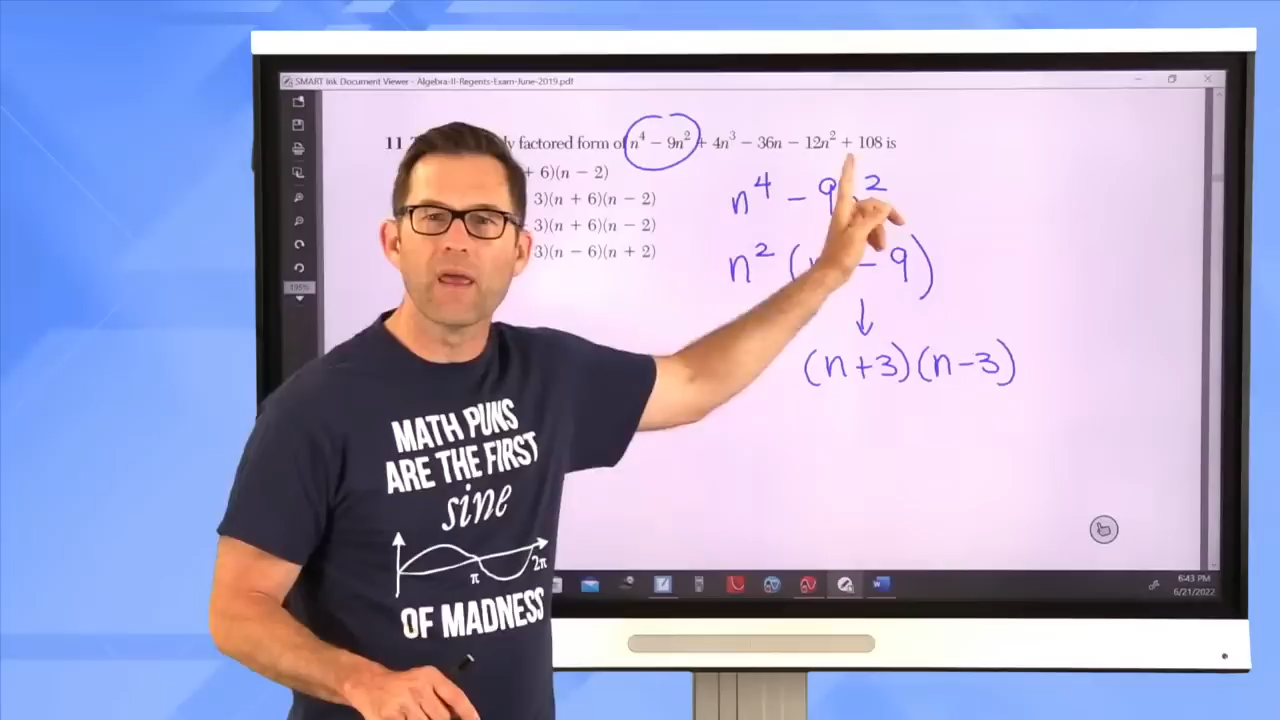 SMART Ink Document Viewer - Algebra-II-Regents-Exam-June-2019.pdf
11 factored form of n⁴ − 9n² + 4n³ − 36n − 12n² + 108 is
+ 6)(n − 2)
3)(n + 6)(n − 2)
3)(n + 6)(n − 2)
3)(n − 6)(n + 2)
195%
n⁴ − 9 ²
n² ( − 9)
(n+3)(n−3)
MATH PUNS
ARE THE FIRST
sine
π 2π
OF MADNESS
6:43 PM
6/21/2022